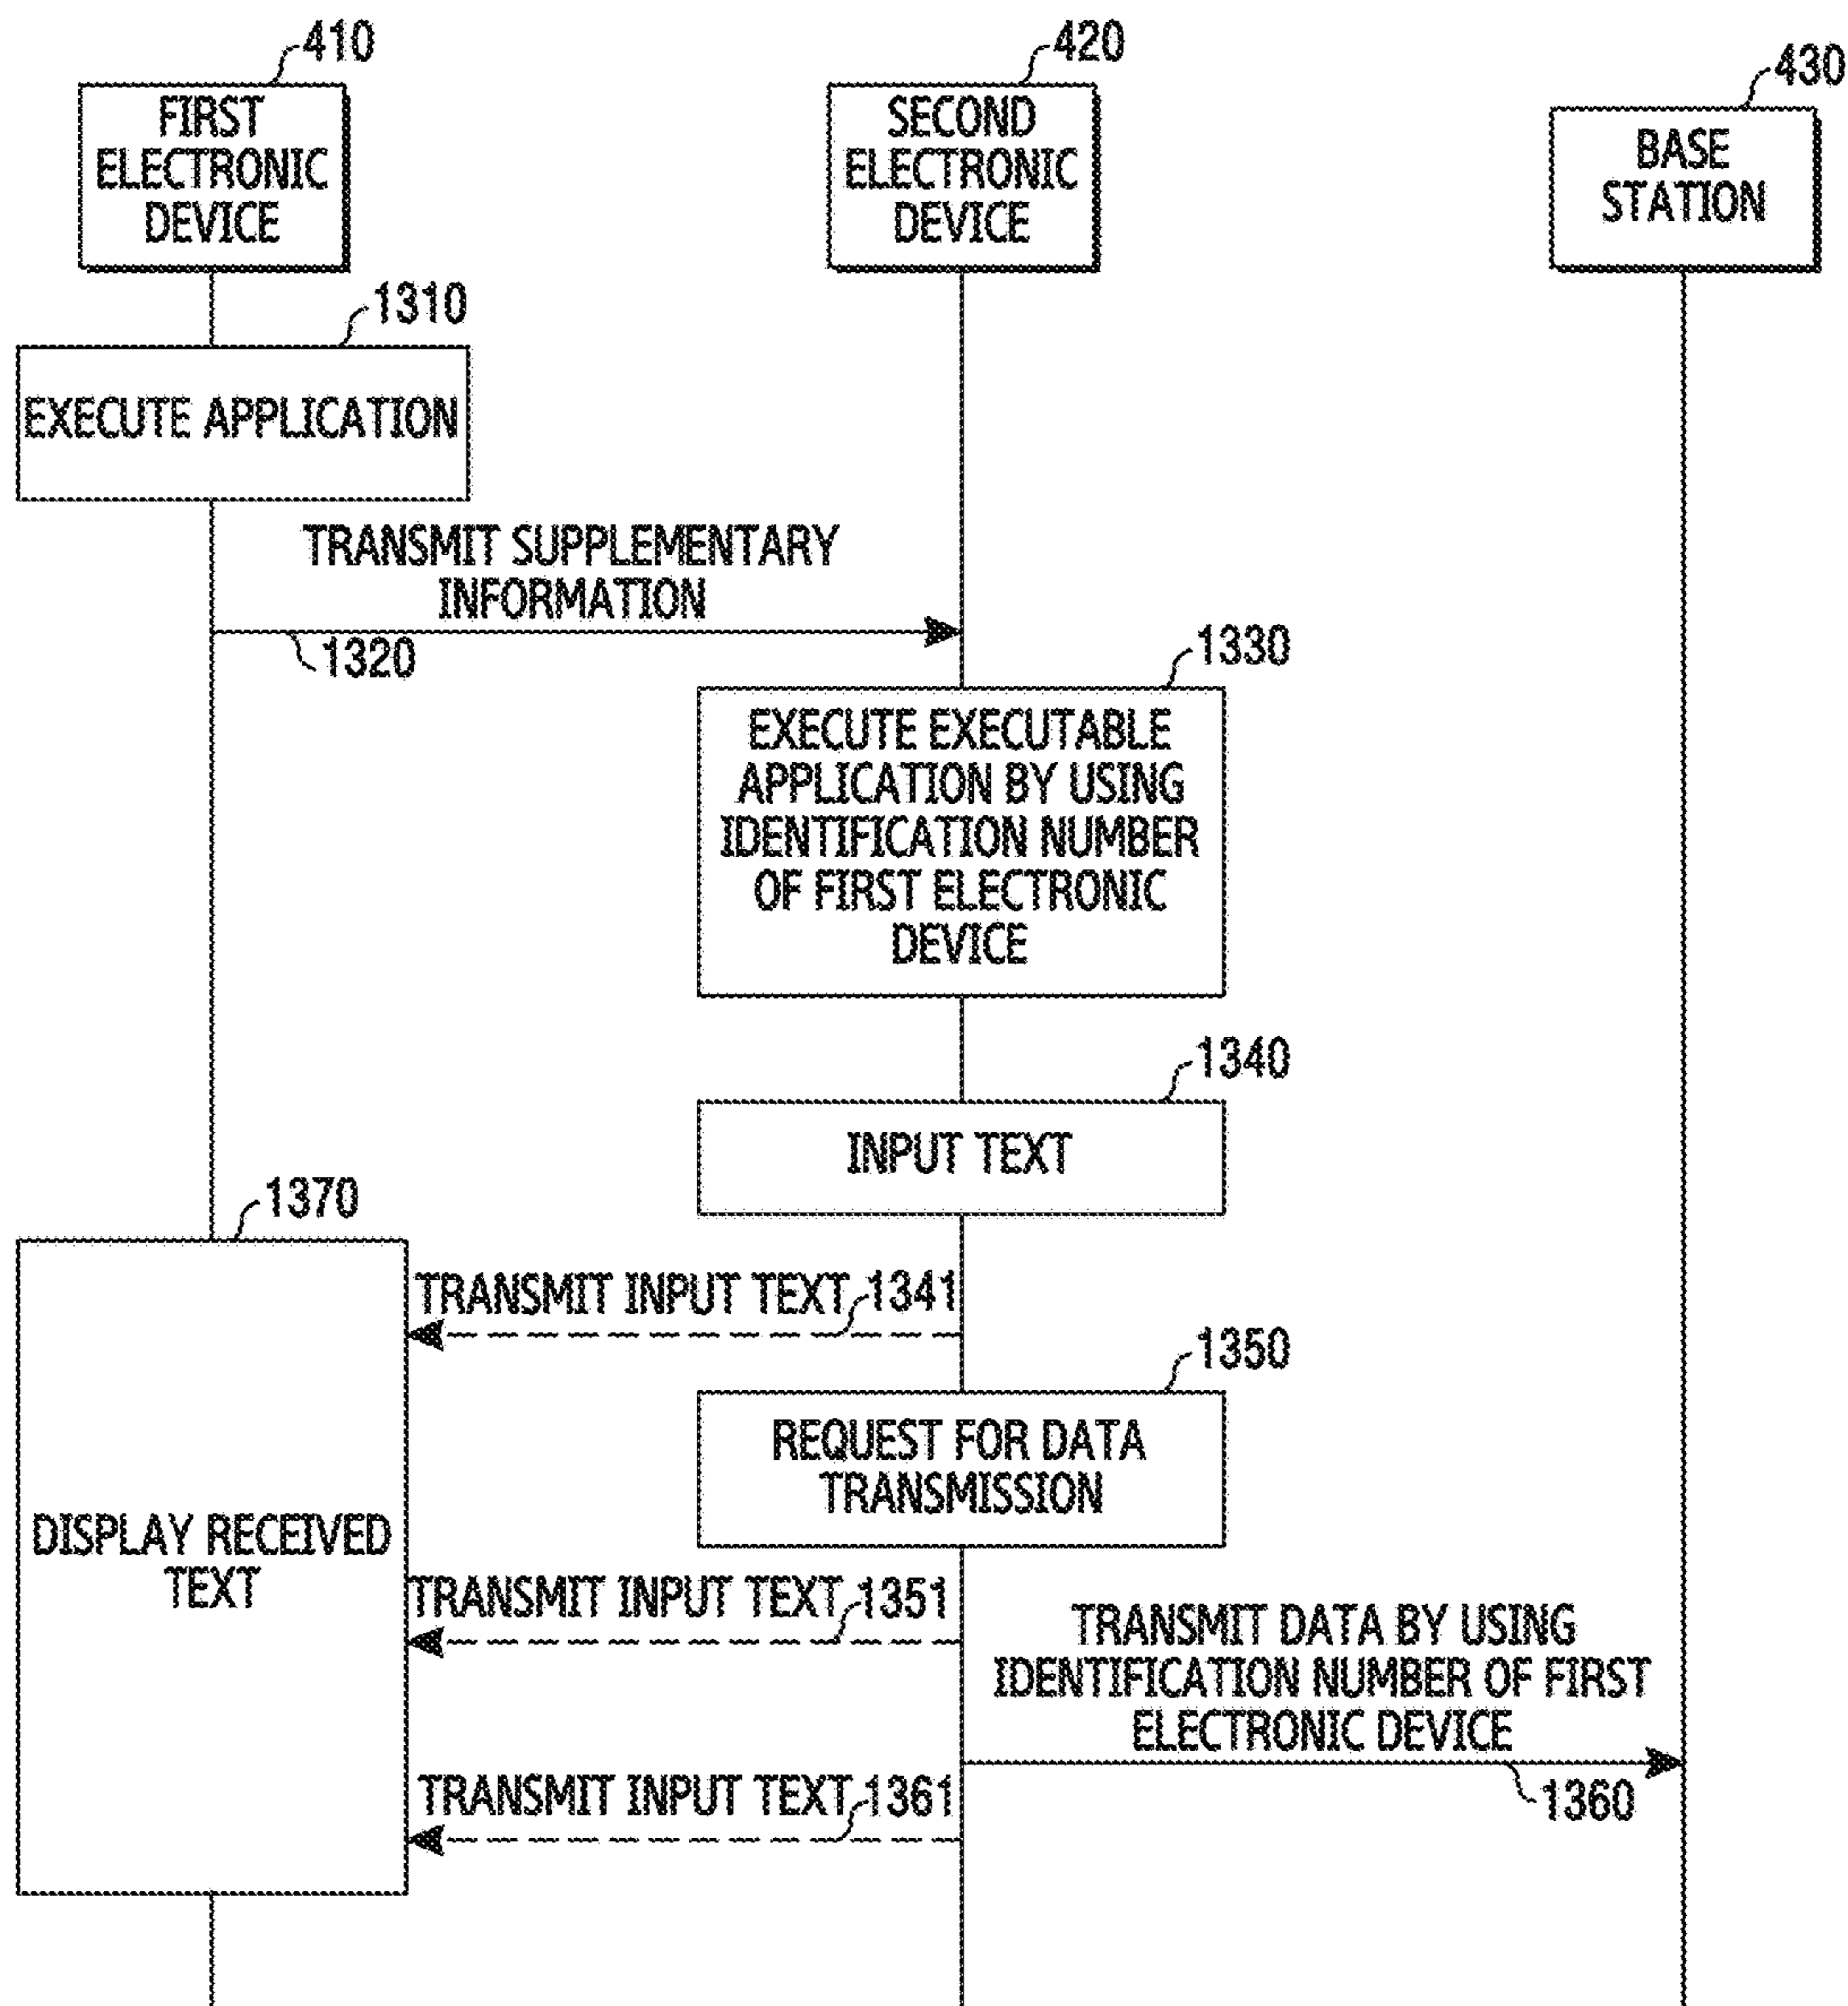 410
420
430
FIRST
ELECTRONIC
DEVICE
SECOND
ELECTRONIC
DEVICE
BASE
STATION
1310
EXECUTE APPLICATION
TRANSMIT SUPPLEMENTARY
INFORMATION
1320
1330
EXECUTE EXECUTABLE
APPLICATION BY USING
IDENTIFICATION NUMBER
OF FIRST ELECTRONIC
DEVICE
1340
INPUT TEXT
1370
TRANSMIT INPUT TEXT 1341
1350
REQUEST FOR DATA
TRANSMISSION
DISPLAY RECEIVED
TEXT
TRANSMIT INPUT TEXT 1351
TRANSMIT DATA BY USING
IDENTIFICATION NUMBER OF FIRST
ELECTRONIC DEVICE
1360
TRANSMIT INPUT TEXT 1361